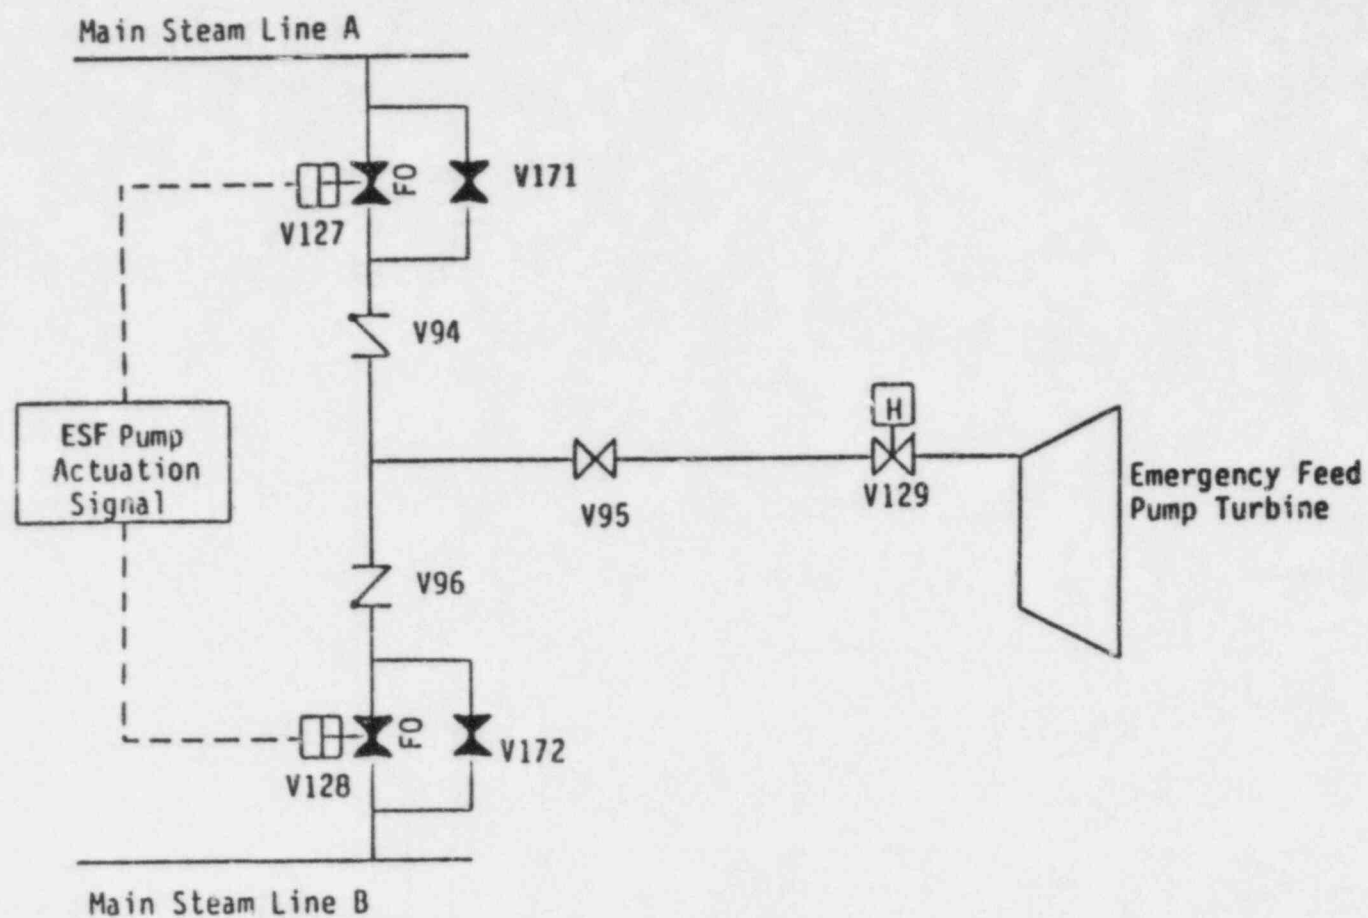 Main Steam Line A
V171
FO
V127
V94
ESF Pump
Actuation
Signal
H
V95
V129
Emergency Feed
Pump Turbine
V96
FO
V172
V128
Main Steam Line B